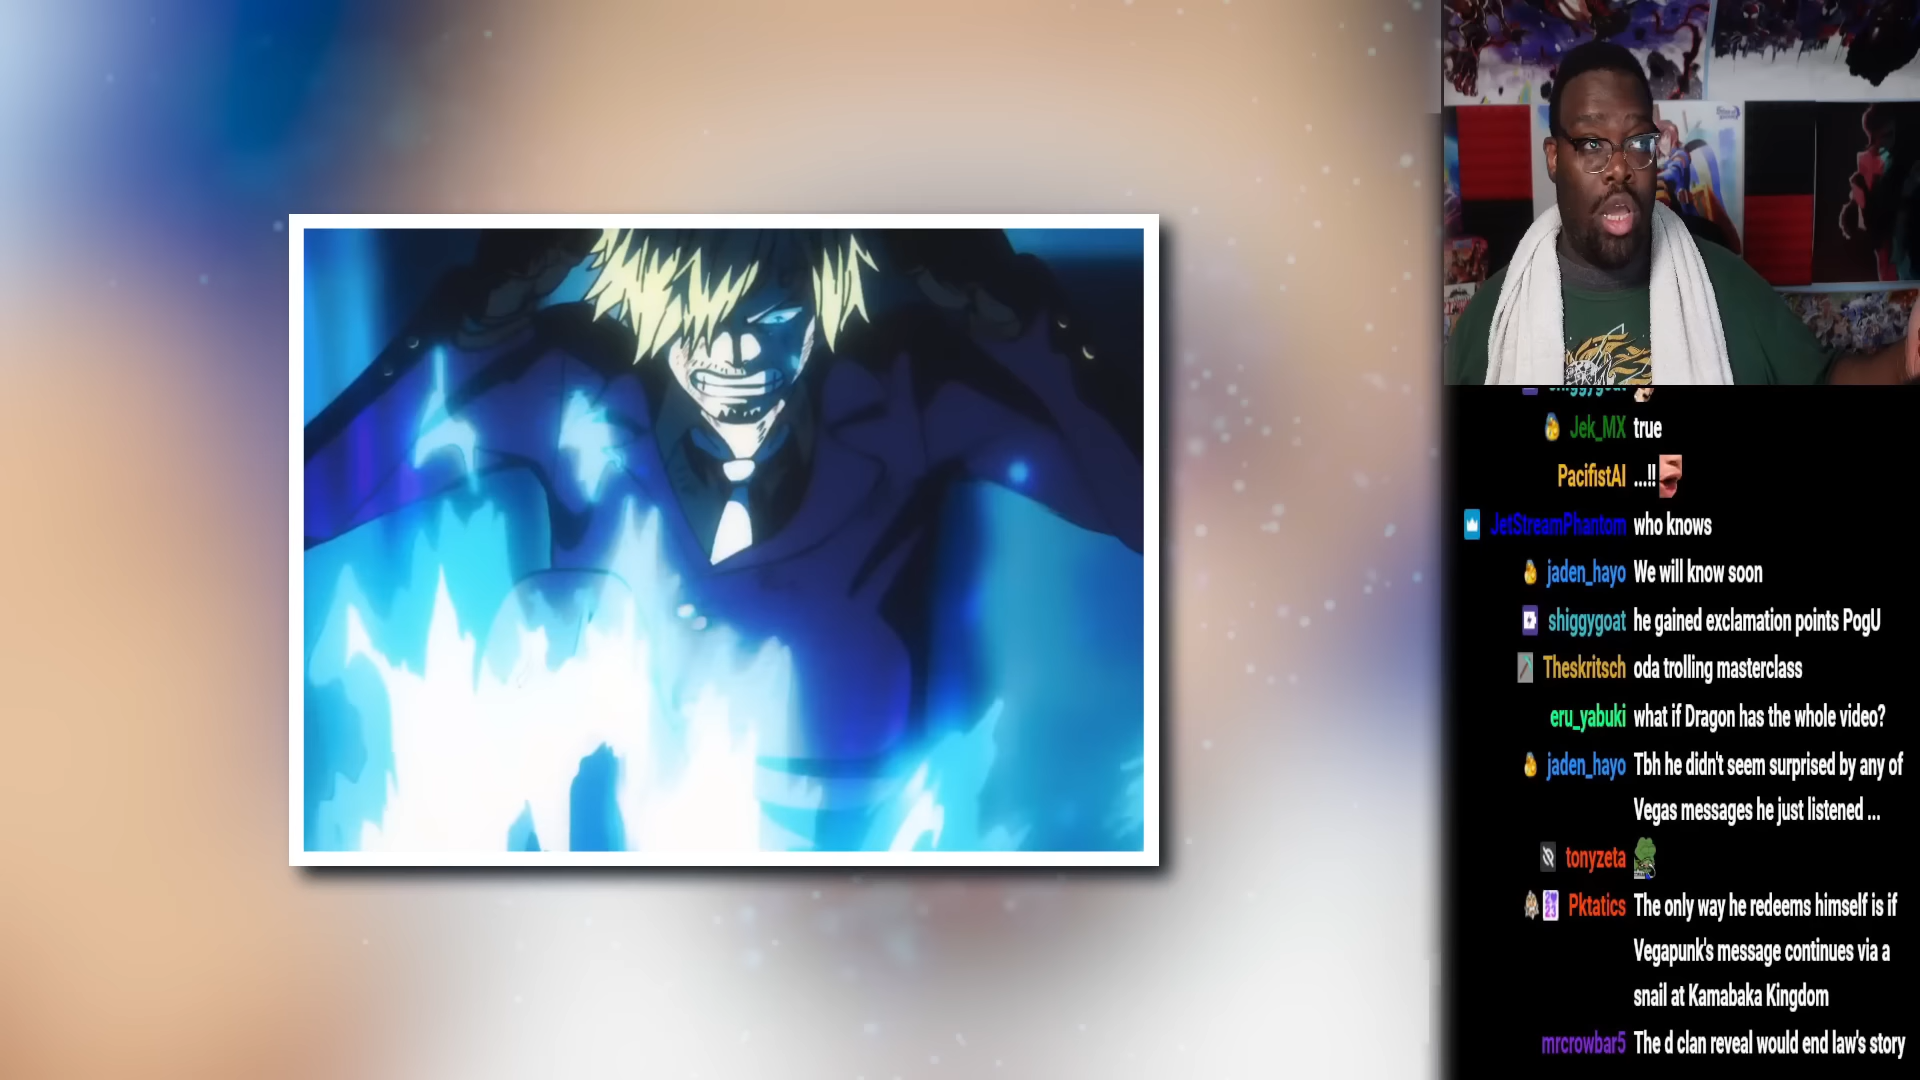 shiggygoat
Jek_MX true
PacifistAI ...!!
JetStreamPhantom who knows
jaden_hayo We will know soon
shiggygoat he gained exclamation points PogU
Theskritsch oda trolling masterclass
eru_yabuki what if Dragon has the whole video?
jaden_hayo Tbh he didn't seem surprised by any of
Vegas messages he just listened ...
tonyzeta
Pktatics The only way he redeems himself is if
Vegapunk's message continues via a
snail at Kamabaka Kingdom
mrcrowbar5 The d clan reveal would end law's story